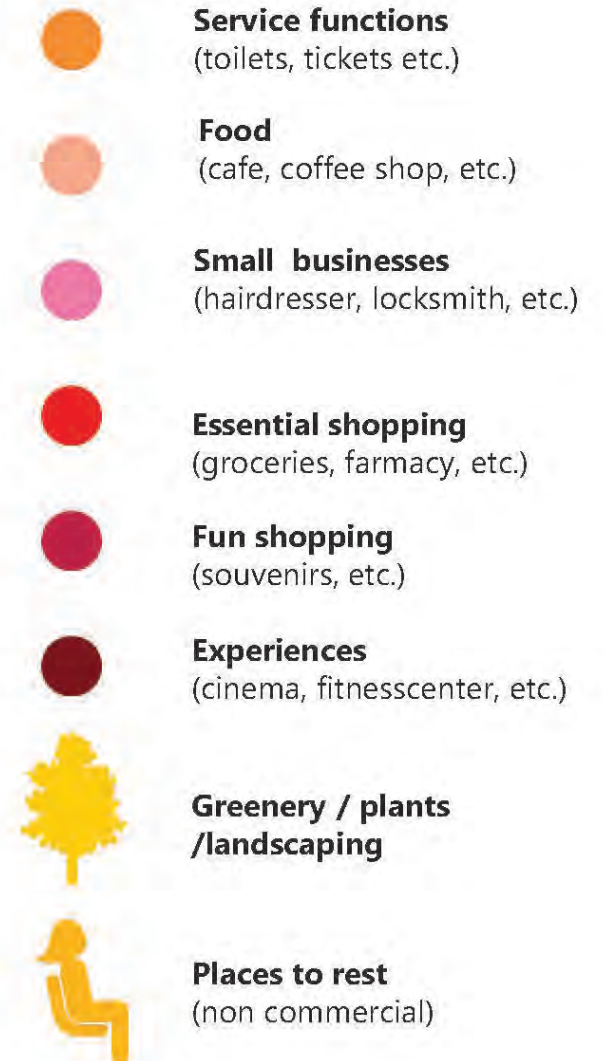 Service functions
(toilets, tickets etc.)
Food
(cafe, coffee shop, etc.)
Small businesses
(hairdresser, locksmith, etc.)
Essential shopping
(groceries, farmacy, etc.)
Fun shopping
(souvenirs, etc.)
Experiences
(cinema, fitnesscenter, etc.)
Greenery / plants
/landscaping
Places to rest
(non commercial)